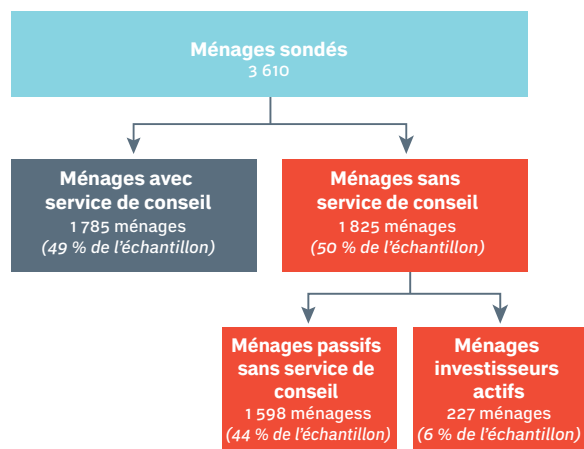 Ménages sondés
3 610
Ménages avec
service de conseil
1 785 ménages
(49 % de l'échantillon)
Ménages sans
service de conseil
1 825 ménages
(50 % de l'échantillon)
Ménages passifs
sans service de
conseil
1 598 ménagess
(44 % de l'échantillon)
Ménages
investisseurs
actifs
227 ménages
(6 % de l'échantillon)